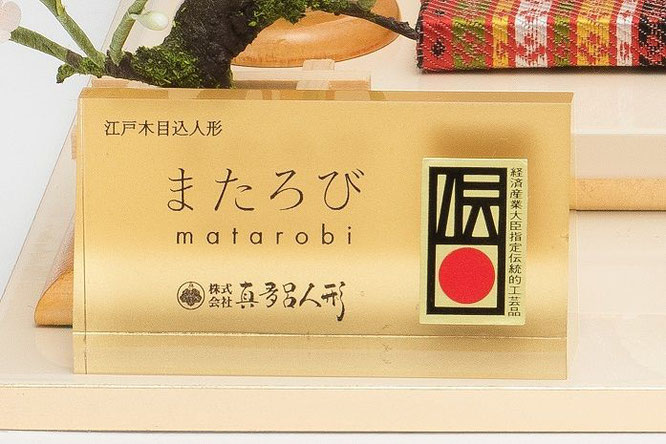 江戸木目込人形
またろび
matarobi
株式会社 真多呂人形
伝
経済産業大臣指定伝統的工芸品